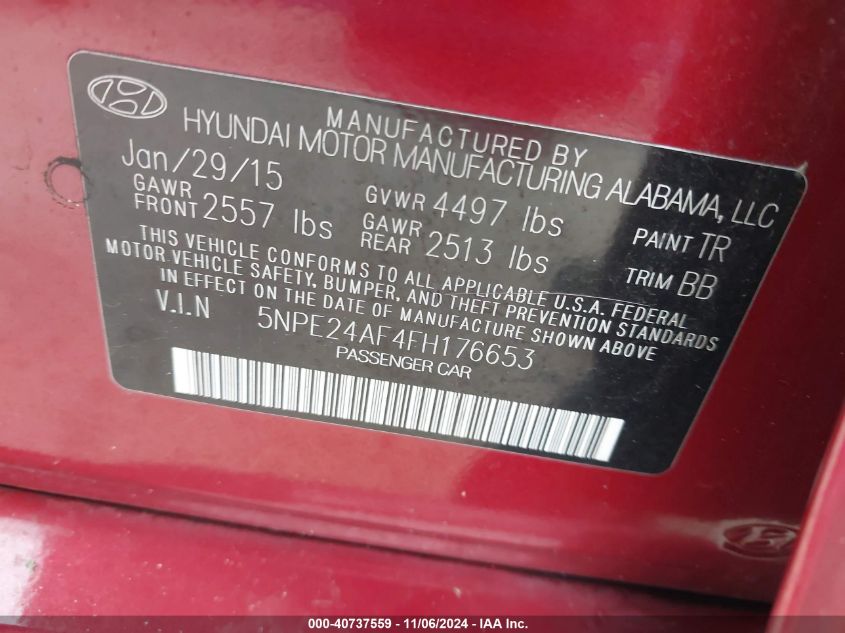 MANUFACTURED BY
HYUNDAI MOTOR MANUFACTURING ALABAMA, LLC
Jan/29/15
GAWR FRONT 2557 lbs
GVWR 4497 lbs
GAWR REAR 2513 lbs
PAINT TR
TRIM BB
THIS VEHICLE CONFORMS TO ALL APPLICABLE U.S.A. FEDERAL
MOTOR VEHICLE SAFETY, BUMPER, AND THEFT PREVENTION STANDARDS
IN EFFECT ON THE DATE OF MANUFACTURE SHOWN ABOVE
V.I.N 5NPE24AF4FH176653
PASSENGER CAR
000-40737559 - 11/06/2024 - IAA Inc.